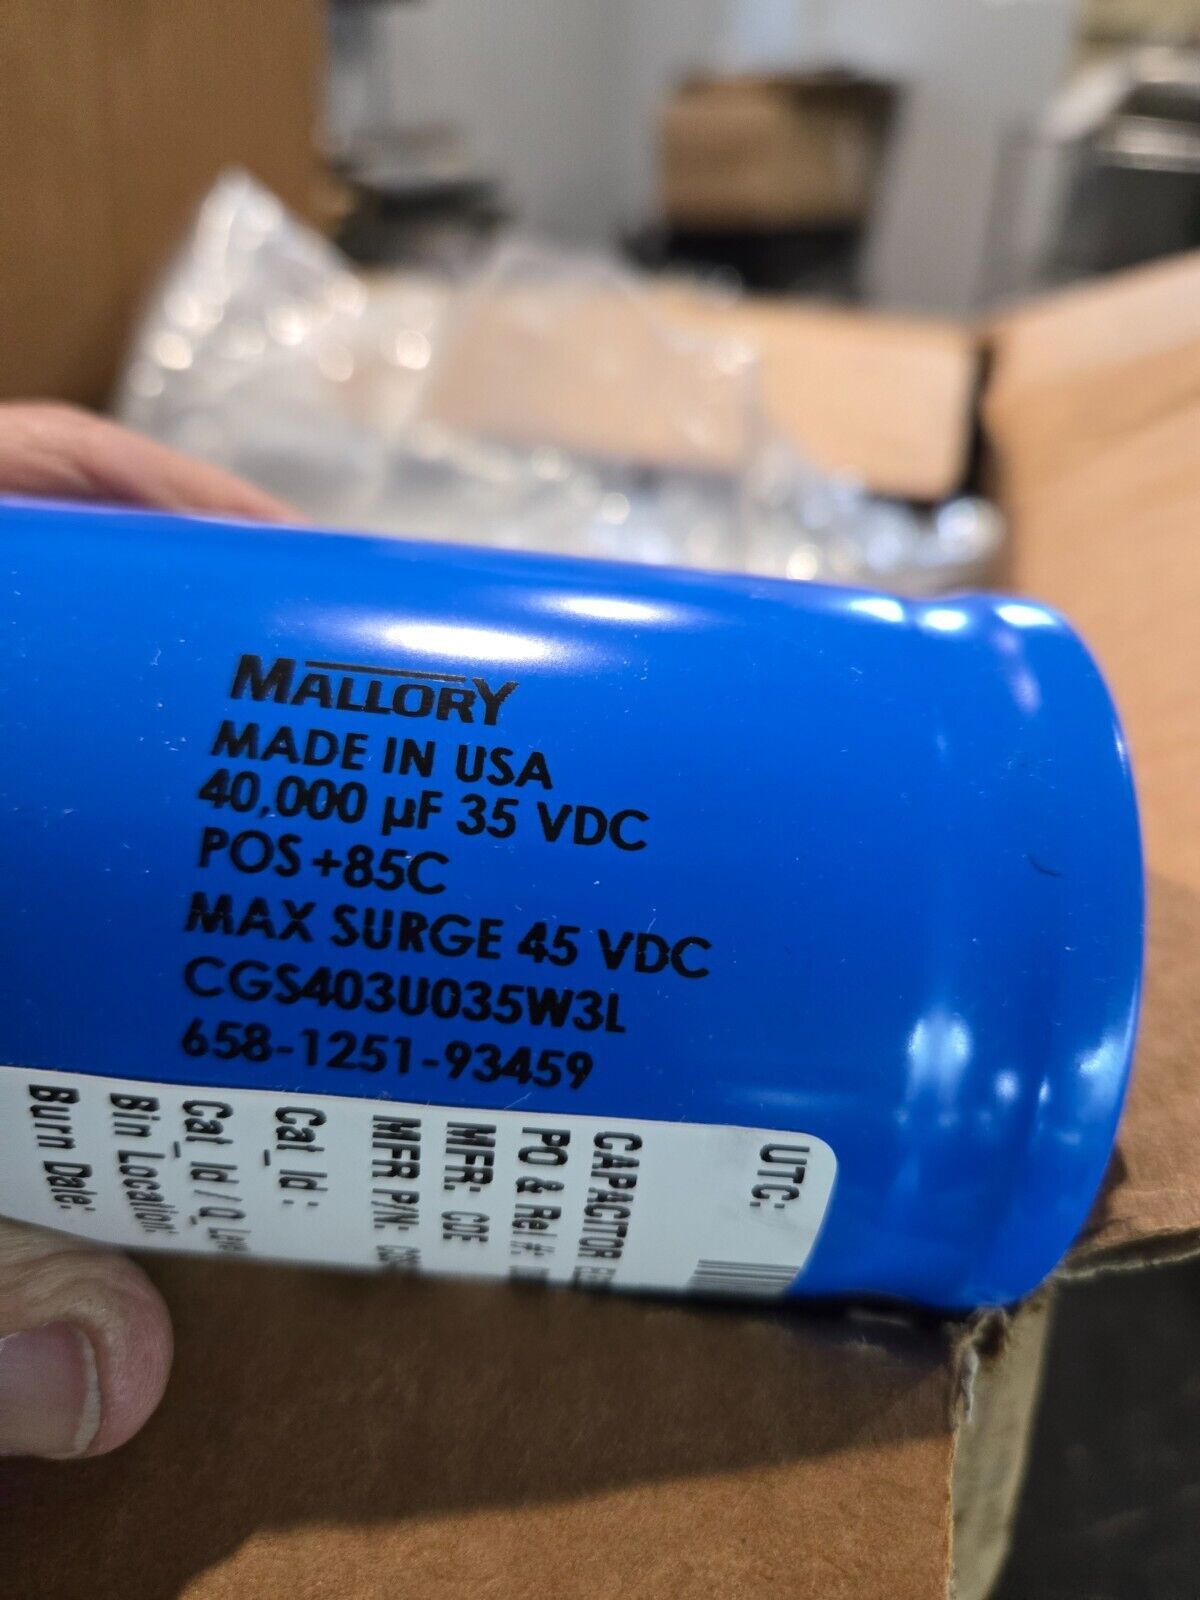 MALLORY
MADE IN USA
40,000 µF 35 VDC
POS +85C
MAX SURGE 45 VDC
CGS403U035W3L
658-1251-93459
UTC:
CAPACITOR
PO & Rel #:
MFR: CDE
MFR P/N:
Cat_Id:
Cat_Id /
Bin Location:
Burn Date: